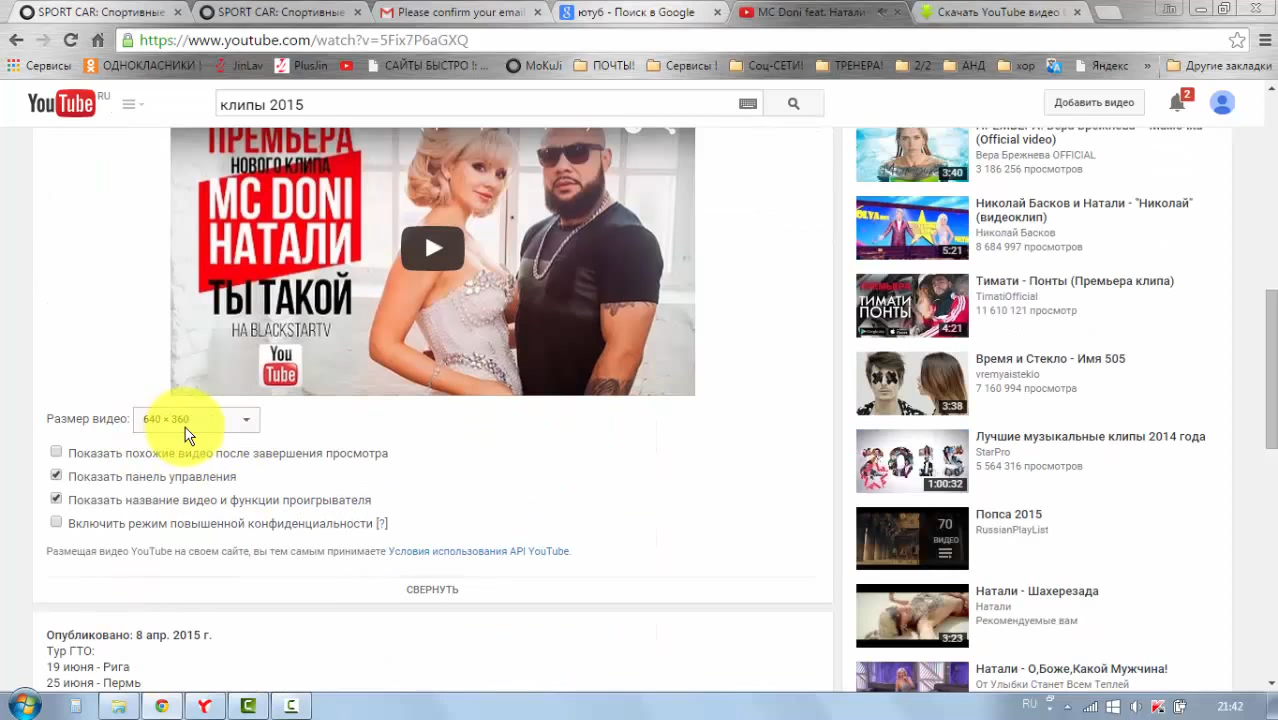 SPORT CAR: Спортивные
SPORT CAR: Спортивные
Please confirm your email
ютуб - Поиск в Google
MC Doni feat. Натали
Скачать YouTube видео
https://www.youtube.com/watch?v=5Fix7P6aGXQ
Сервисы
ОДНОКЛАСНИКИ !
JinLav
PlusJin
САЙТЫ БЫСТРО !: ...
МоКшi
ПОЧТЫ!
Сервисы
Соц-СЕТИ!
ТРЕНЕРА!
2/2
АНД
хор
Яндекс
»
Другие закладки
YouTube RU
клипы 2015
Добавить видео
2
ПРЕМЬЕРА
НОВОГО КЛИПА
MC DONI
НАТАЛИ
ТЫ ТАКОЙ
НА BLACKSTARTV
You
Tube
Размер видео: 640 × 360
Показать похожие видео после завершения просмотра
Показать панель управления
Показать название видео и функции проигрывателя
Включить режим повышенной конфиденциальности [?]
Размещая видео YouTube на своем сайте, вы тем самым принимаете Условия использования API YouTube.
СВЕРНУТЬ
Опубликовано: 8 апр. 2015 г.
Тур ГТО:
19 июня - Рига
25 июня - Пермь
(Official video)
Вера Брежнева OFFICIAL
3 186 256 просмотров
3:40
Николай Басков и Натали - "Николай"
(видеоклип)
Николай Басков
8 684 997 просмотров
5:21
Тимати - Понты (Премьера клипа)
TimatiOfficial
11 610 121 просмотр
ПРЕМЬЕРА
ТИМАТИ
ПОНТЫ
4:21
Время и Стекло - Имя 505
vremyaisteklo
7 160 994 просмотра
3:38
Лучшие музыкальные клипы 2014 года
StarPro
5 564 316 просмотров
1:00:32
Попса 2015
RussianPlayList
70
ВИДЕО
Натали - Шахерезада
Натали
Рекомендуемые вам
3:23
Натали - О,Боже,Какой Мужчина!
От Улыбки Станет Всем Теплей
RU
21:42